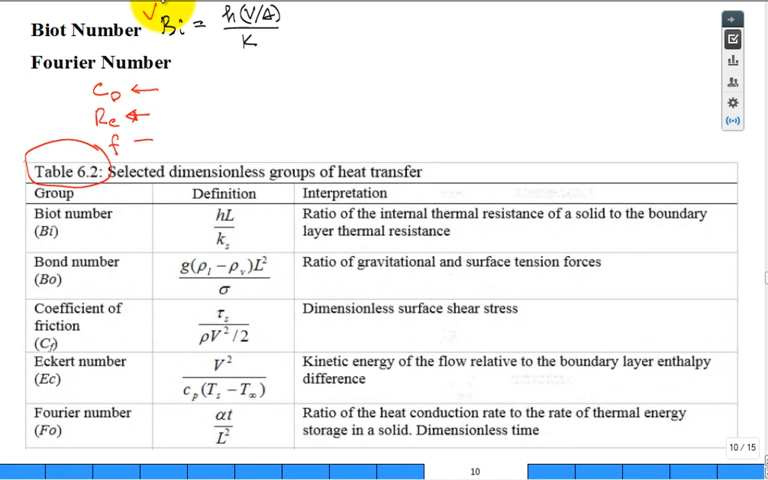 Biot Number Bi = h(V/A)
K
Fourier Number
CD ←
Re ←
f —
Table 6.2: Selected dimensionless groups of heat transfer
Group Definition Interpretation
Biot number hL Ratio of the internal thermal resistance of a solid to the boundary
(Bi) kₛ layer thermal resistance
Bond number g(ρₗ − ρᵥ)L² Ratio of gravitational and surface tension forces
(Bo) σ
Coefficient of τₛ Dimensionless surface shear stress
friction ρV²/2
(Cf)
Eckert number V² Kinetic energy of the flow relative to the boundary layer enthalpy
(Ec) cₚ(Tₛ − T∞) difference
Fourier number αt Ratio of the heat conduction rate to the rate of thermal energy
(Fo) L² storage in a solid. Dimensionless time
10 / 15
10